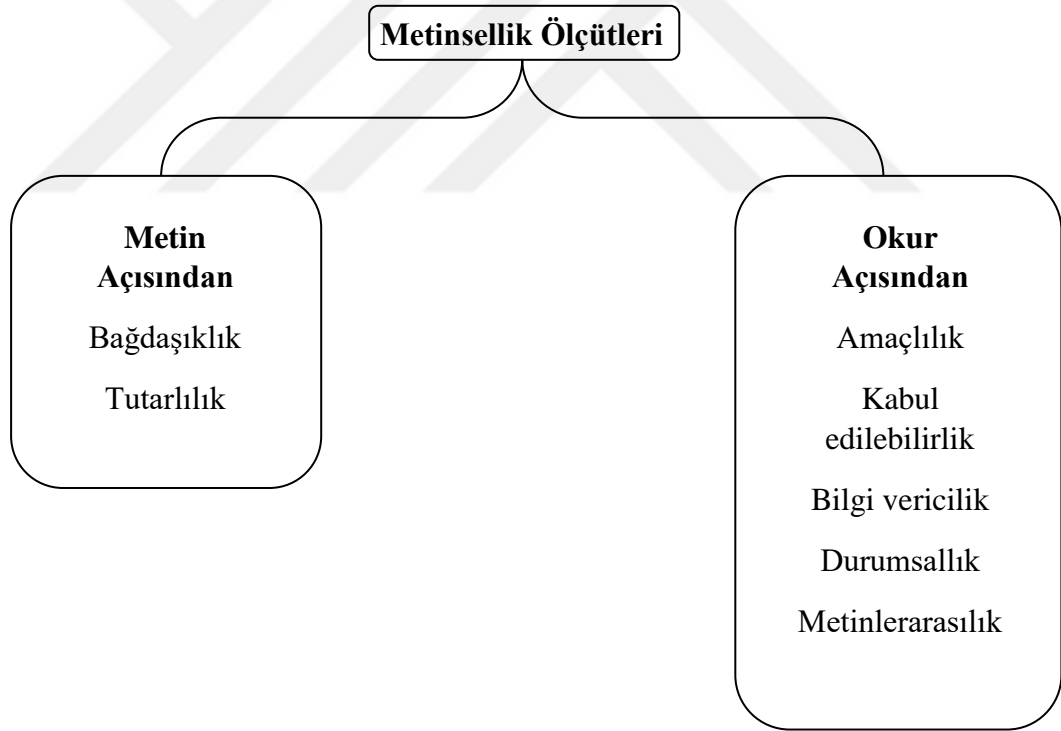 Metinsellik Ölçütleri
Metin
Açısından
Bağdaşıklık
Tutarlılık
Okur
Açısından
Amaçlılık
Kabul
edilebilirlik
Bilgi vericilik
Durumsallık
Metinlerarasılık